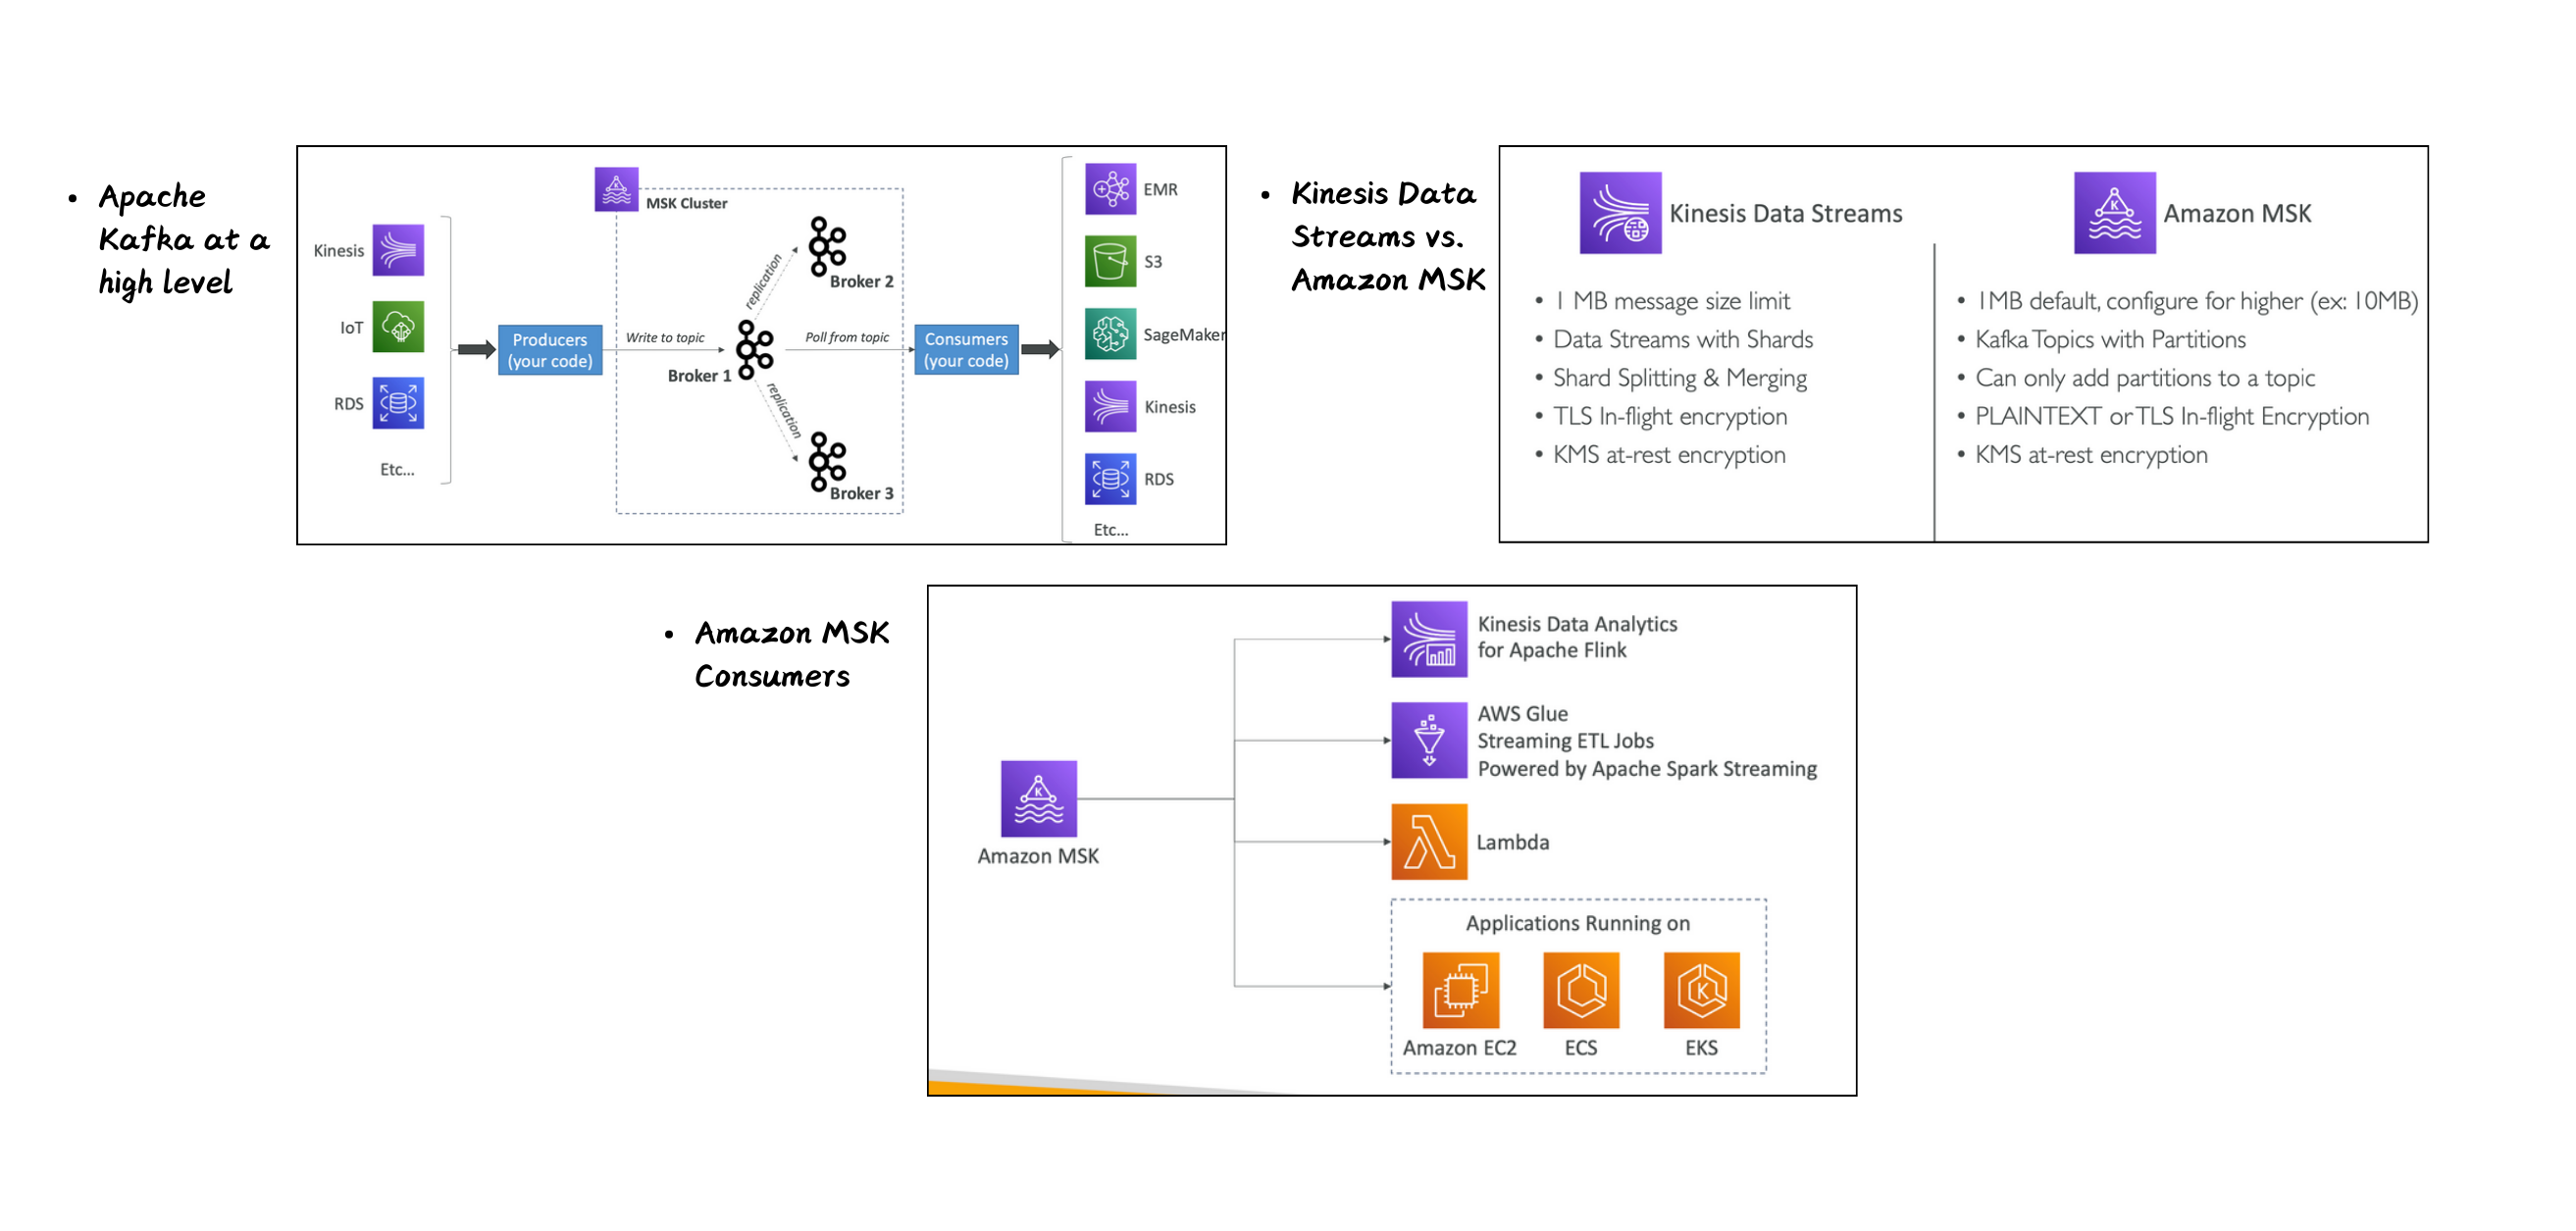 • Apache
Kafka at a
high level
Kinesis
IoT
RDS
Etc...
Producers
(your code)
MSK Cluster
K
Write to topic
replication
replication
Broker 1
Broker 2
Broker 3
Poll from topic
Consumers
(your code)
EMR
S3
SageMaker
Kinesis
RDS
Etc...
• Kinesis Data
Streams vs.
Amazon MSK
Kinesis Data Streams
• 1 MB message size limit
• Data Streams with Shards
• Shard Splitting & Merging
• TLS In-flight encryption
• KMS at-rest encryption
K
Amazon MSK
• 1MB default, configure for higher (ex: 10MB)
• Kafka Topics with Partitions
• Can only add partitions to a topic
• PLAINTEXT or TLS In-flight Encryption
• KMS at-rest encryption
• Amazon MSK
Consumers
K
Amazon MSK
Kinesis Data Analytics
for Apache Flink
AWS Glue
Streaming ETL Jobs
Powered by Apache Spark Streaming
Lambda
Applications Running on
Amazon EC2
ECS
K
EKS